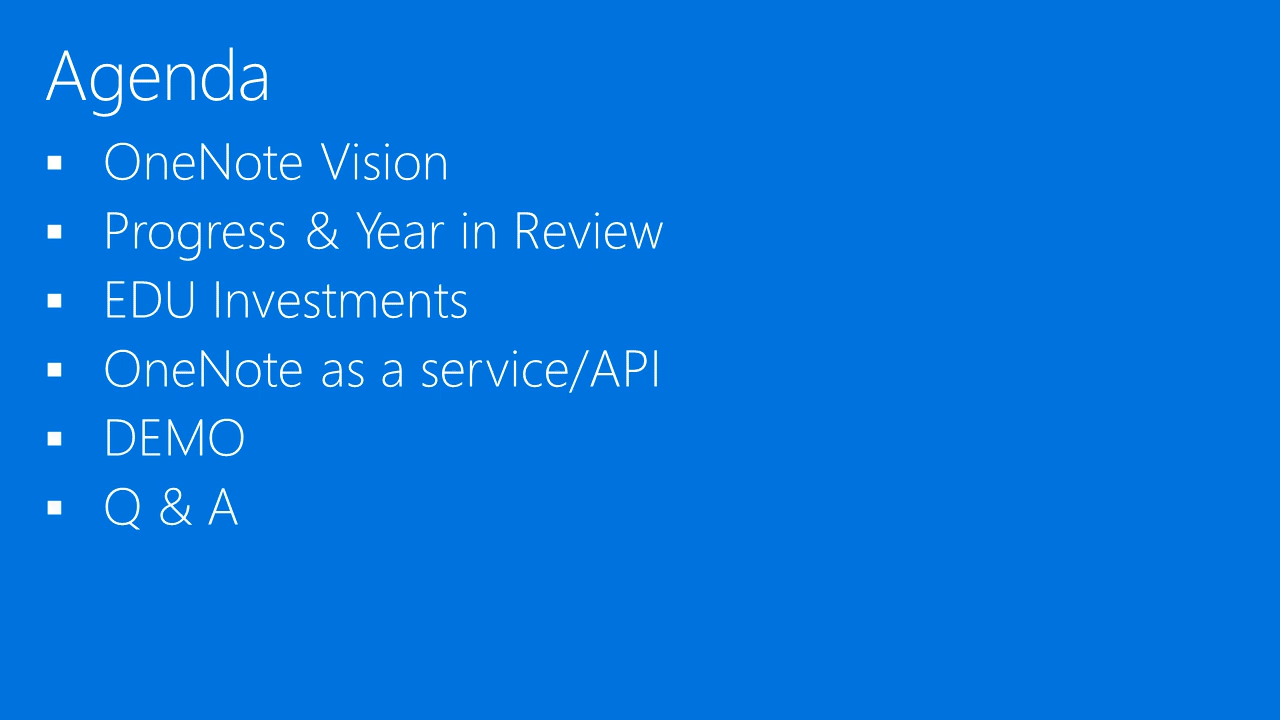 Agenda
▪ OneNote Vision
▪ Progress & Year in Review
▪ EDU Investments
▪ OneNote as a service/API
▪ DEMO
▪ Q & A